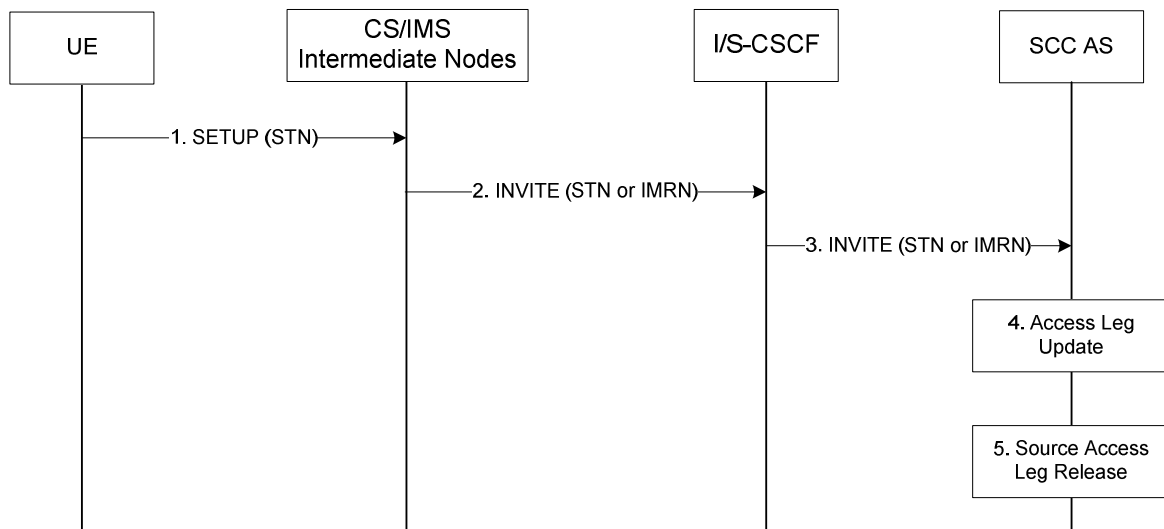 UE
CS/IMS
Intermediate Nodes
I/S-CSCF
SCC AS
1. SETUP (STN)
2. INVITE (STN or IMRN)
3. INVITE (STN or IMRN)
4. Access Leg
Update
5. Source Access
Leg Release